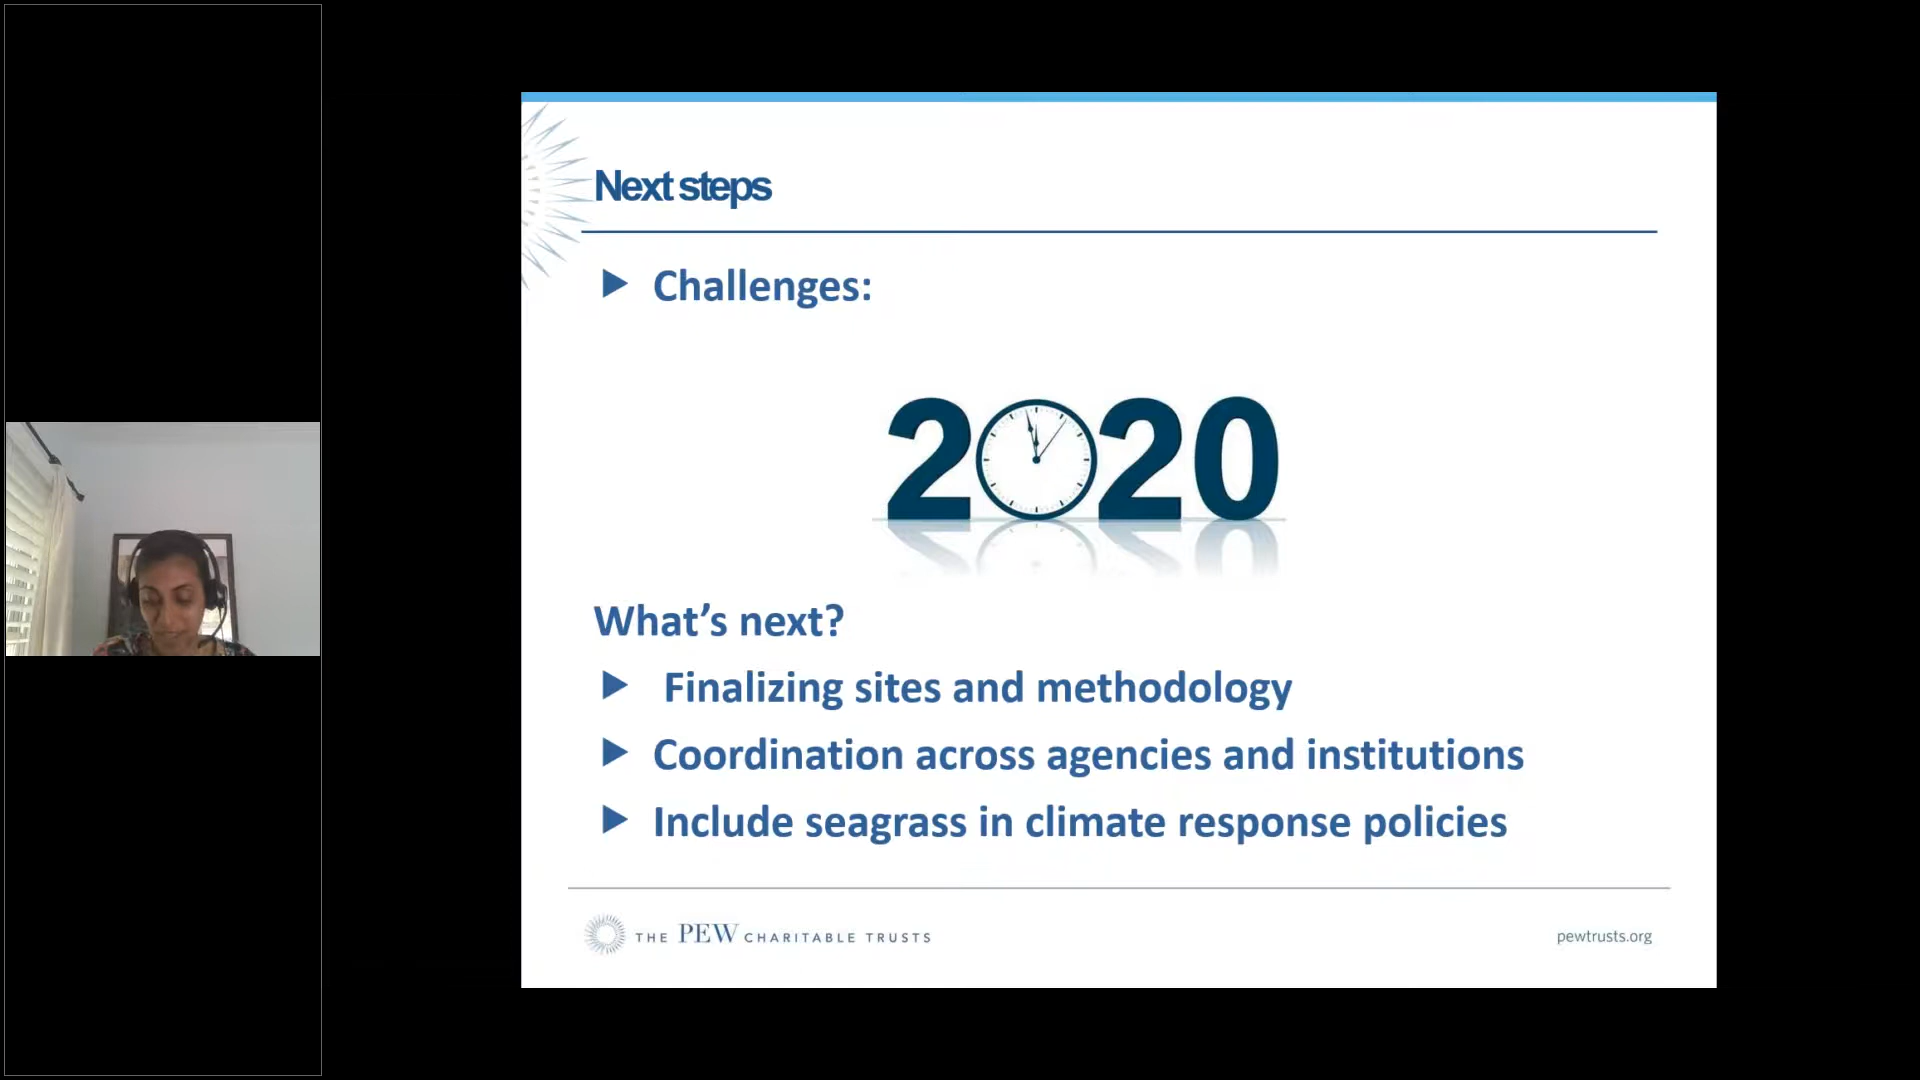 Next steps
Challenges:
2020
What's next?
Finalizing sites and methodology
Coordination across agencies and institutions
Include seagrass in climate response policies
THE PEW CHARITABLE TRUSTS
pewtrusts.org